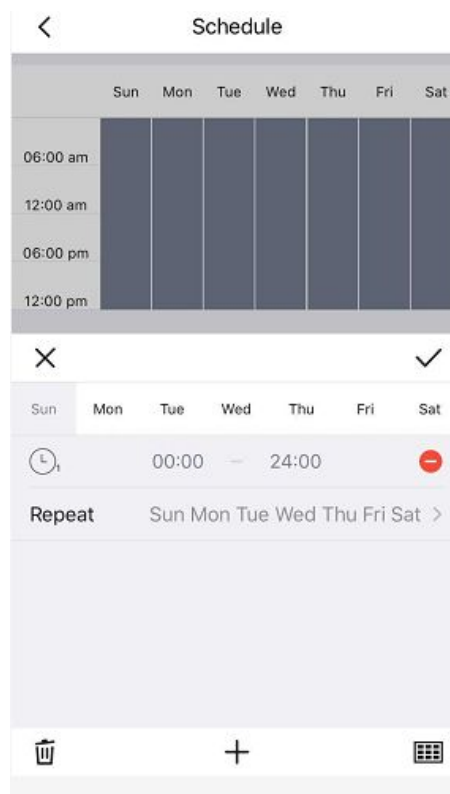 Schedule
Sun Mon Tue Wed Thu Fri Sat
06:00 am
12:00 am
06:00 pm
12:00 pm
Sun Mon Tue Wed Thu Fri Sat
1 00:00 — 24:00
Repeat Sun Mon Tue Wed Thu Fri Sat >